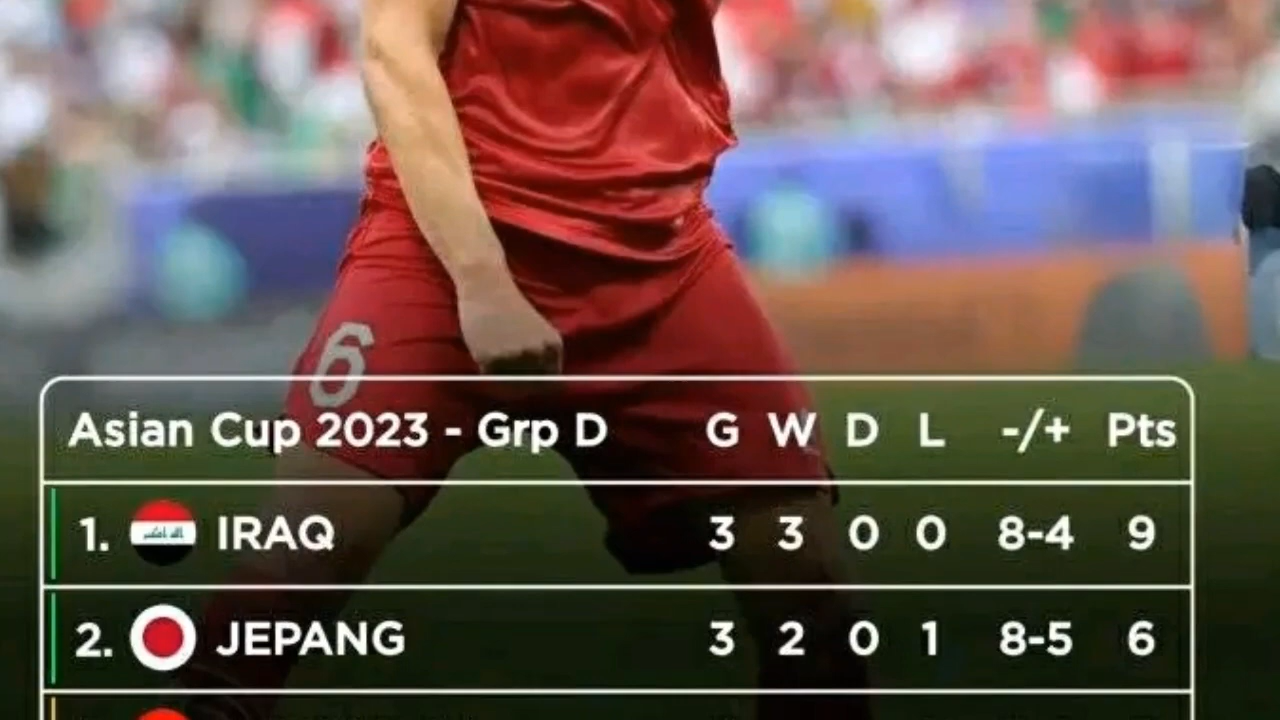 6
Asian Cup 2023 - Grp D G W D L -/+ Pts
1. IRAQ 3 3 0 0 8-4 9
2. JEPANG 3 2 0 1 8-5 6